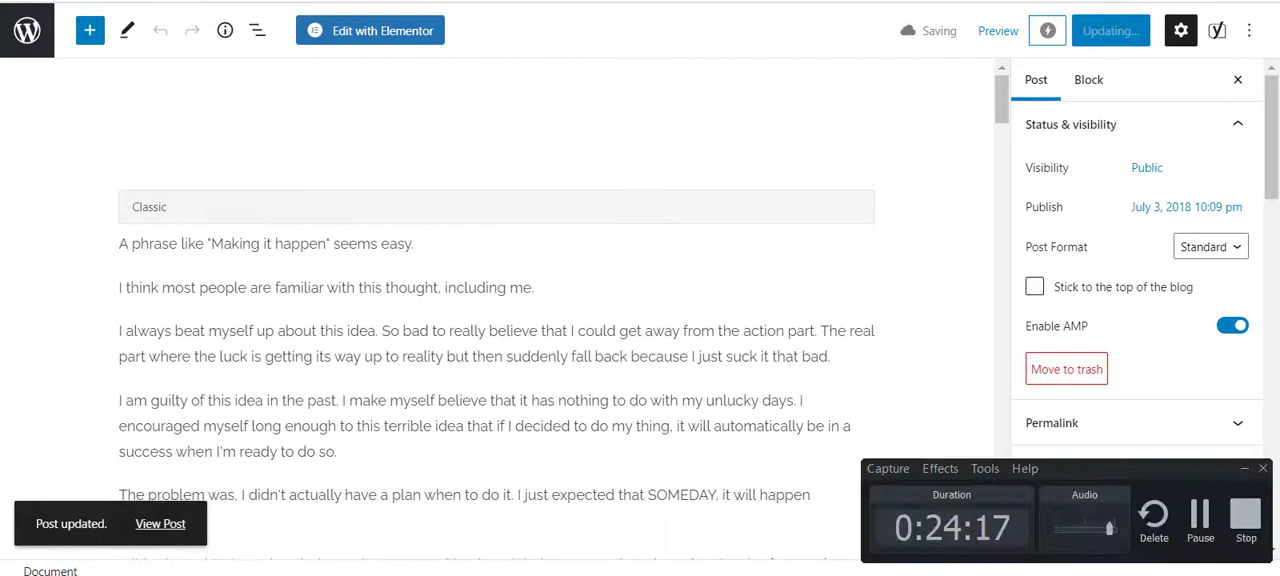 Edit with Elementor
Saving
Preview
Updating...
Post
Block
Status & visibility
Visibility
Public
Publish
July 3, 2018 10:09 pm
Post Format
Standard
Stick to the top of the blog
Enable AMP
Move to trash
Permalink
Classic
A phrase like "Making it happen" seems easy.
I think most people are familiar with this thought, including me.
I always beat myself up about this idea. So bad to really believe that I could get away from the action part. The real
part where the luck is getting its way up to reality but then suddenly fall back because I just suck it that bad.
I am guilty of this idea in the past. I make myself believe that it has nothing to do with my unlucky days. I
encouraged myself long enough to this terrible idea that if I decided to do my thing, it will automatically be in a
success when I'm ready to do so.
The problem was, I didn't actually have a plan when to do it. I just expected that SOMEDAY, it will happen
Post updated.
View Post
Capture
Effects
Tools
Help
Duration
0:24:17
Audio
Delete
Pause
Stop
Document